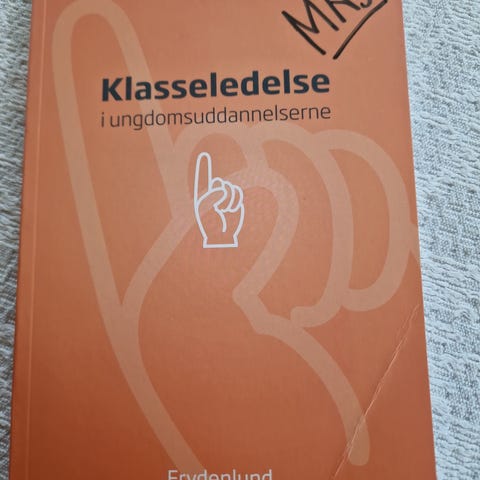 MRJ
Klasseledelse
i ungdomsuddannelserne
Frydenlund